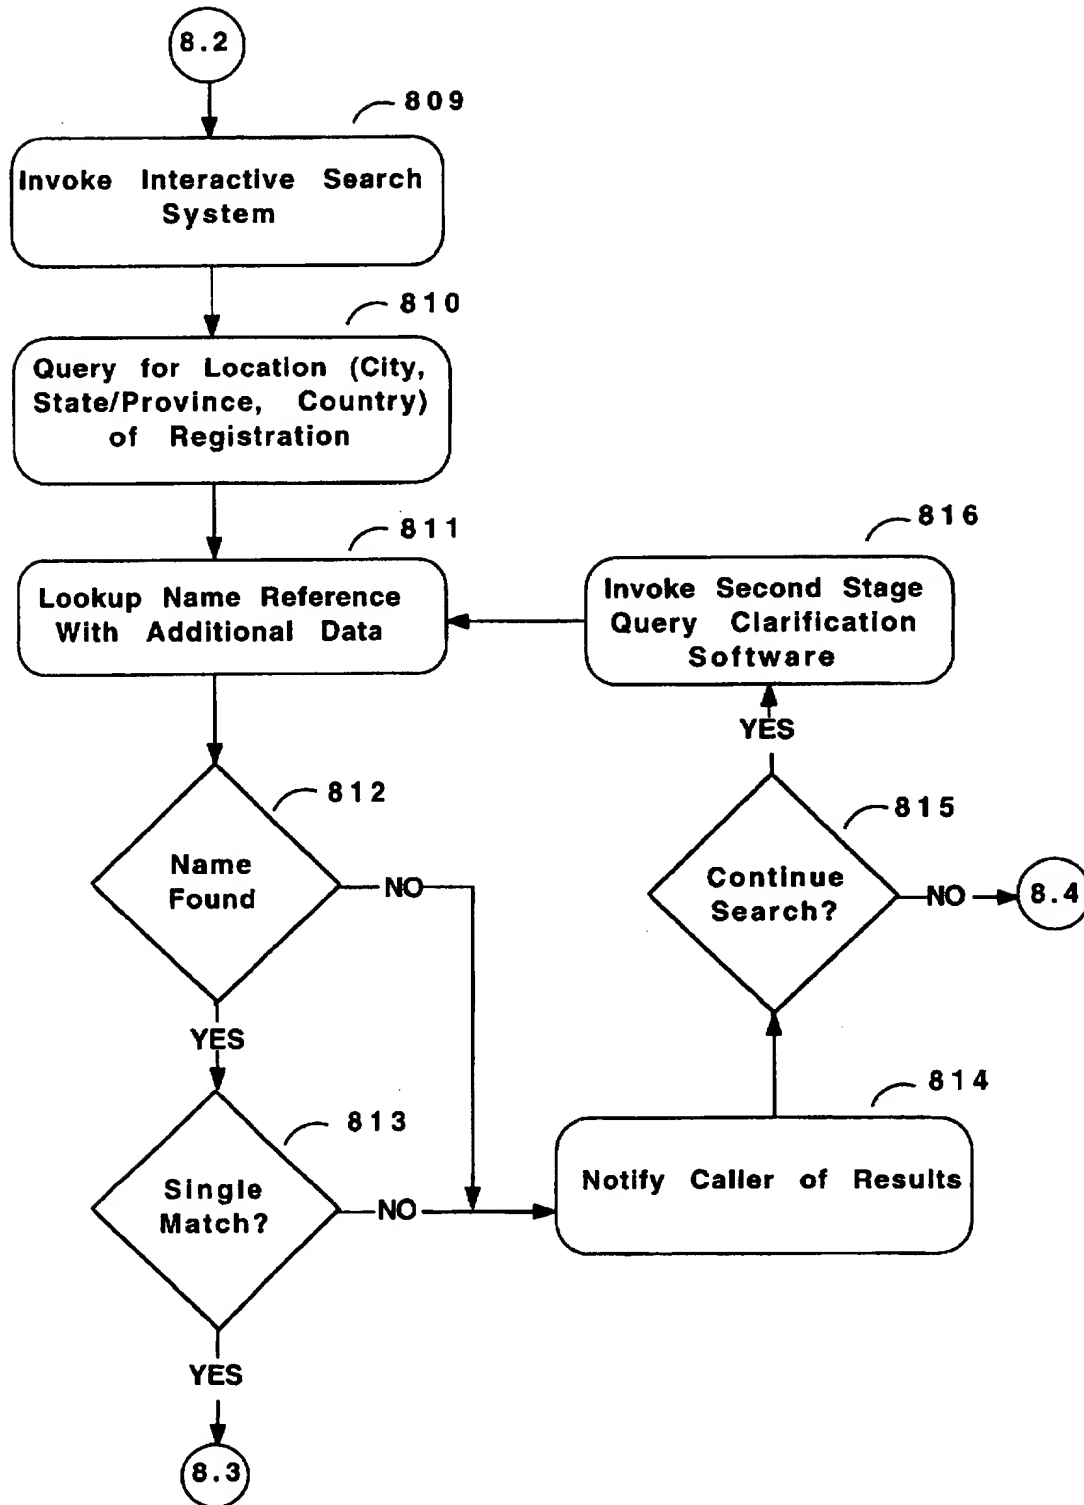 8.2
809
Invoke Interactive Search
System
810
Query for Location (City,
State/Province, Country)
of Registration
811
Lookup Name Reference
With Additional Data
816
Invoke Second Stage
Query Clarification
Software
YES
812
Name
Found
NO
815
Continue
Search?
NO
8.4
YES
813
Single
Match?
NO
814
Notify Caller of Results
YES
8.3